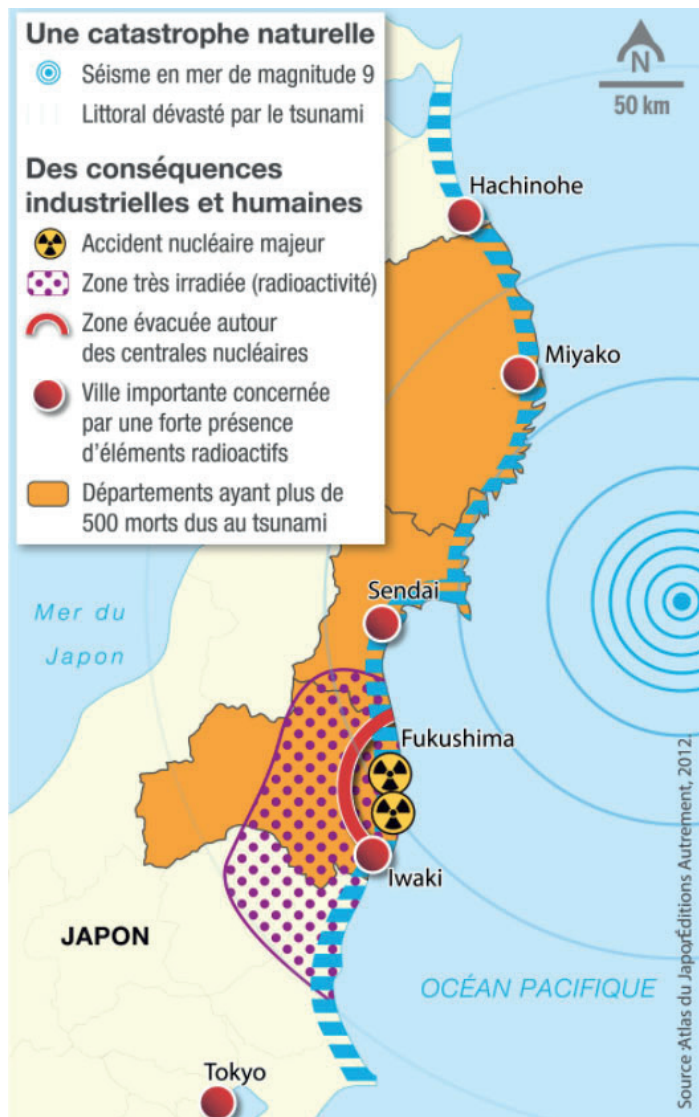 Une catastrophe naturelle
Séisme en mer de magnitude 9
Littoral dévasté par le tsunami
Des conséquences
industrielles et humaines
Accident nucléaire majeur
Zone très irradiée (radioactivité)
Zone évacuée autour
des centrales nucléaires
Ville importante concernée
par une forte présence
d'éléments radioactifs
Départements ayant plus de
500 morts dus au tsunami
N
50 km
Hachinohe
Miyako
Sendai
Mer du
Japon
Fukushima
Iwaki
JAPON
OCÉAN PACIFIQUE
Tokyo
Source :Atlas du Japon, Éditions Autrement, 2012.